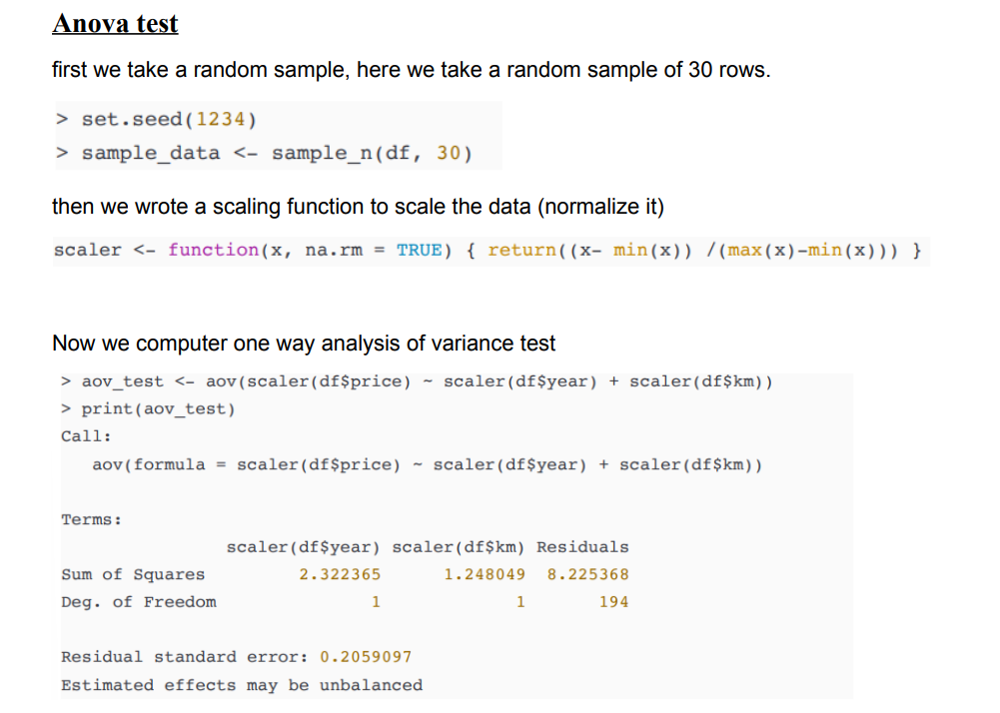 Anova test
first we take a random sample, here we take a random sample of 30 rows.
> set.seed(1234)
> sample_data <- sample_n(df, 30)
then we wrote a scaling function to scale the data (normalize it)
scaler <- function(x, na.rm = TRUE) { return((x- min(x)) /(max(x)-min(x))) }
Now we computer one way analysis of variance test
> aov_test <- aov(scaler(df$price) ~ scaler(df$year) + scaler(df$km))
> print(aov_test)
Call:
aov(formula = scaler(df$price) ~ scaler(df$year) + scaler(df$km))
Terms:
scaler(df$year) scaler(df$km) Residuals
Sum of Squares 2.322365 1.248049 8.225368
Deg. of Freedom 1 1 194
Residual standard error: 0.2059097
Estimated effects may be unbalanced